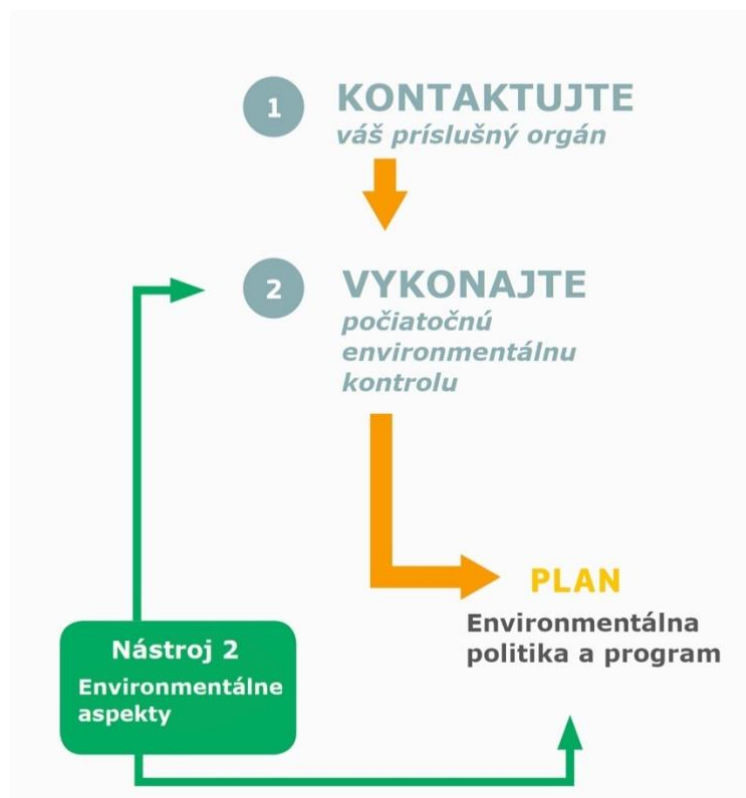 1
KONTAKTUJTE
váš príslušný orgán
2
VYKONAJTE
počiatočnú
environmentálnu
kontrolu
PLAN
Environmentálna
politika a program
Nástroj 2
Environmentálne
aspekty